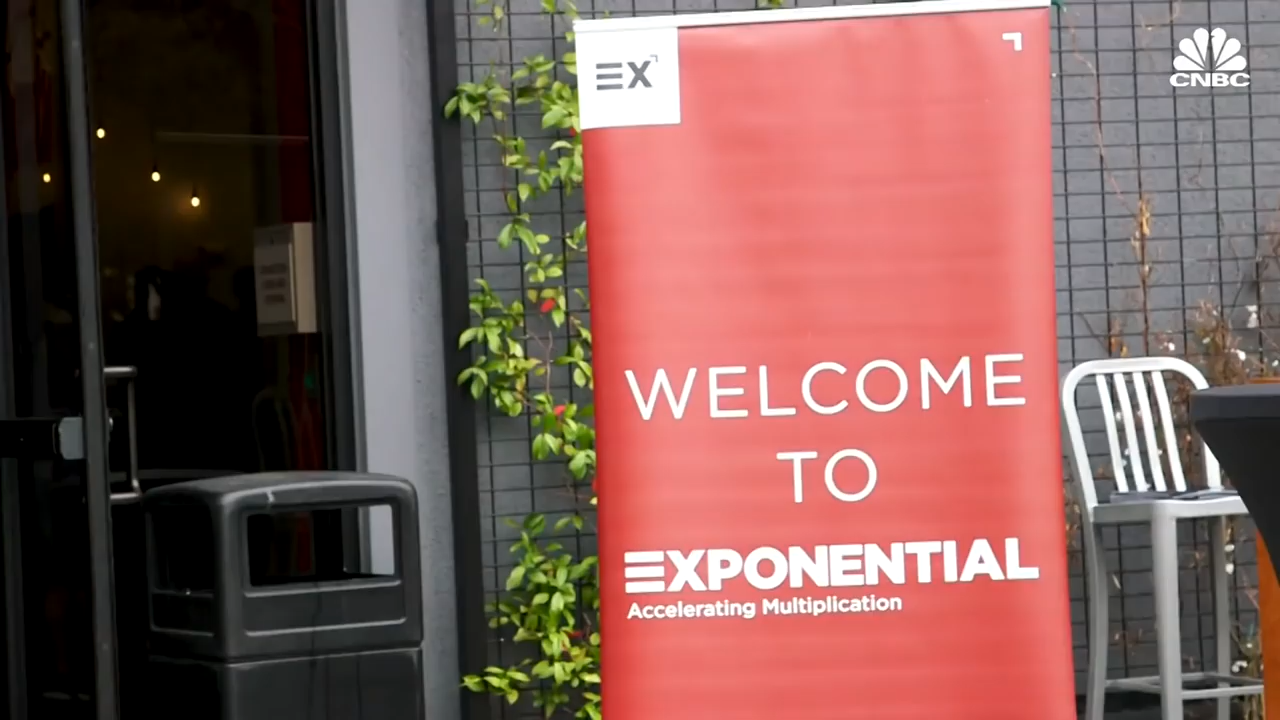 EX
CNBC
WELCOME
TO
EXPONENTIAL
Accelerating Multiplication